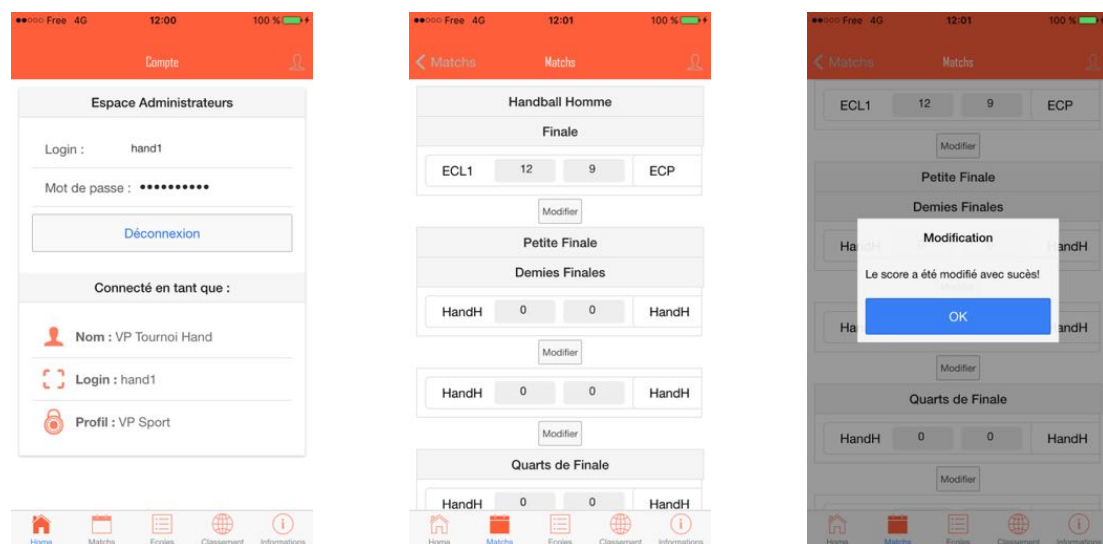 Free 4G 12:00 100 %
Compte
Espace Administrateurs
Login : hand1
Mot de passe : ••••••••••
Déconnexion
Connecté en tant que :
Nom : VP Tournoi Hand
Login : hand1
Profil : VP Sport
Home Matchs Ecoles Classement Informations
Free 4G 12:01 100 %
Matchs Matchs
Handball Homme
Finale
ECL1 12 9 ECP
Modifier
Petite Finale
Demies Finales
HandH 0 0 HandH
Modifier
HandH 0 0 HandH
Modifier
Quarts de Finale
HandH 0 0 HandH
Home Matchs Ecoles Classement Informations
Free 4G 12:01 100 %
Matchs Matchs
ECL1 12 9 ECP
Modifier
Petite Finale
Demies Finales
Modification
Le score a été modifié avec sucès!
OK
Modifier
Quarts de Finale
HandH 0 0 HandH
Modifier
Home Matchs Ecoles Classement Informations